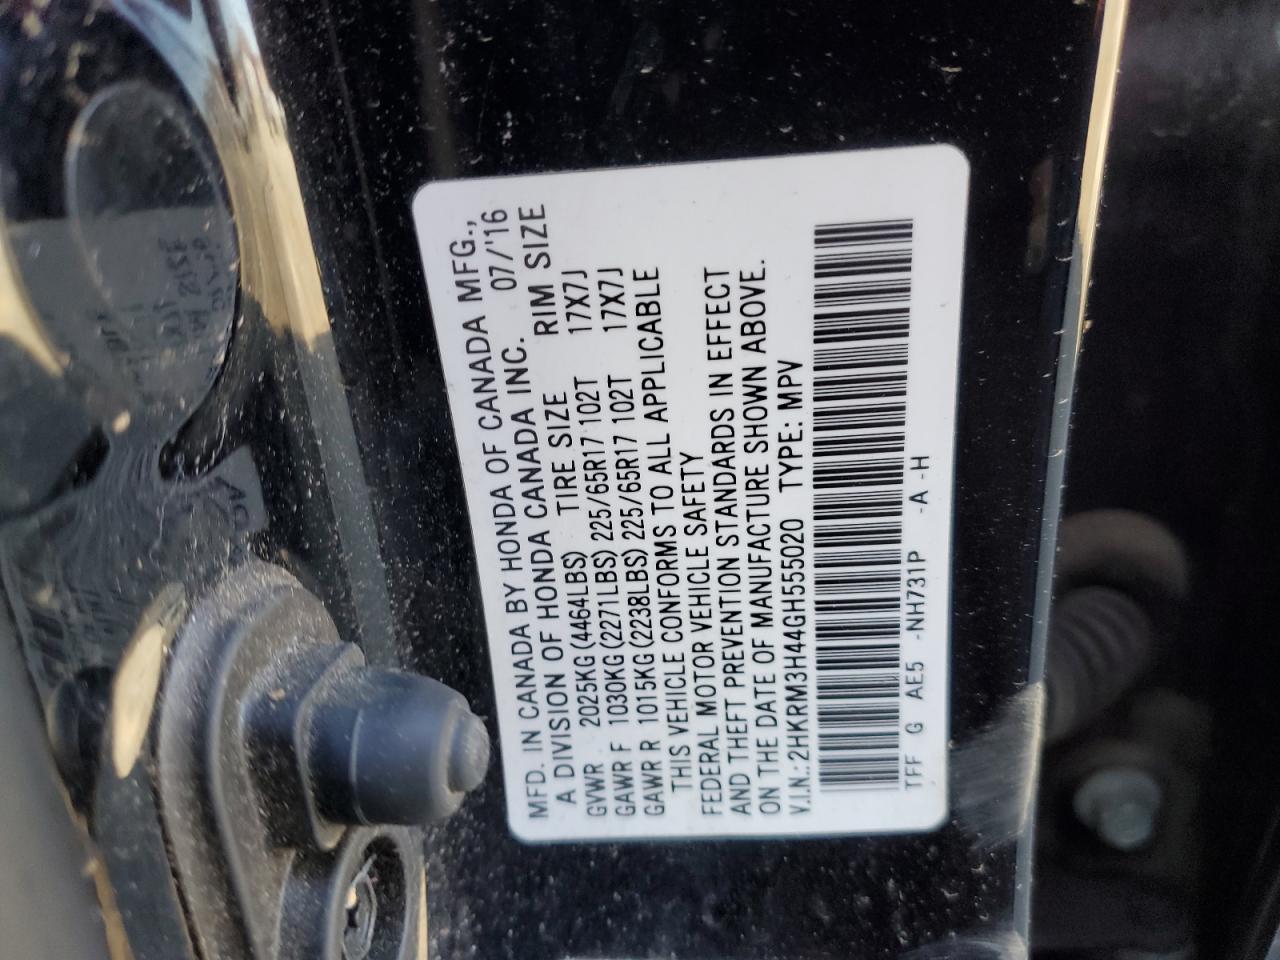 MFD. IN CANADA BY HONDA OF CANADA MFG.,
A DIVISION OF HONDA CANADA INC. 07/'16
GVWR 2025KG (4464LBS) TIRE SIZE RIM SIZE
GAWR F 1030KG (2271LBS) 225/65R17 102T 17X7J
GAWR R 1015KG (2238LBS) 225/65R17 102T 17X7J
THIS VEHICLE CONFORMS TO ALL APPLICABLE
FEDERAL MOTOR VEHICLE SAFETY
AND THEFT PREVENTION STANDARDS IN EFFECT
ON THE DATE OF MANUFACTURE SHOWN ABOVE.
V.I.N.: 2HKRM3H44GH555020 TYPE: MPV
TFF G AE5 -NH731P -A -H